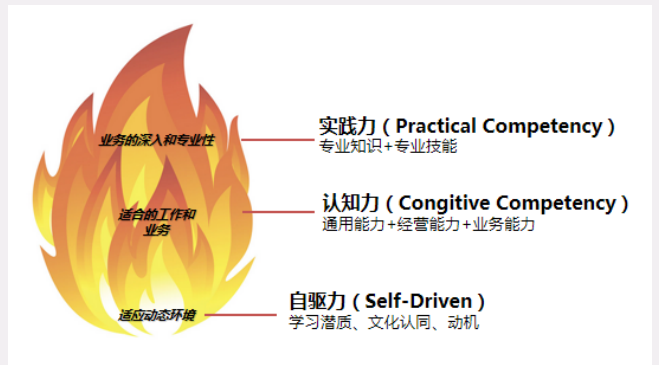 业务的深入和专业性
实践力（Practical Competency）
专业知识+专业技能
适合的工作和
业务
认知力（Congitive Competency）
通用能力+经营能力+业务能力
适应动态环境
自驱力（Self-Driven）
学习潜质、文化认同、动机